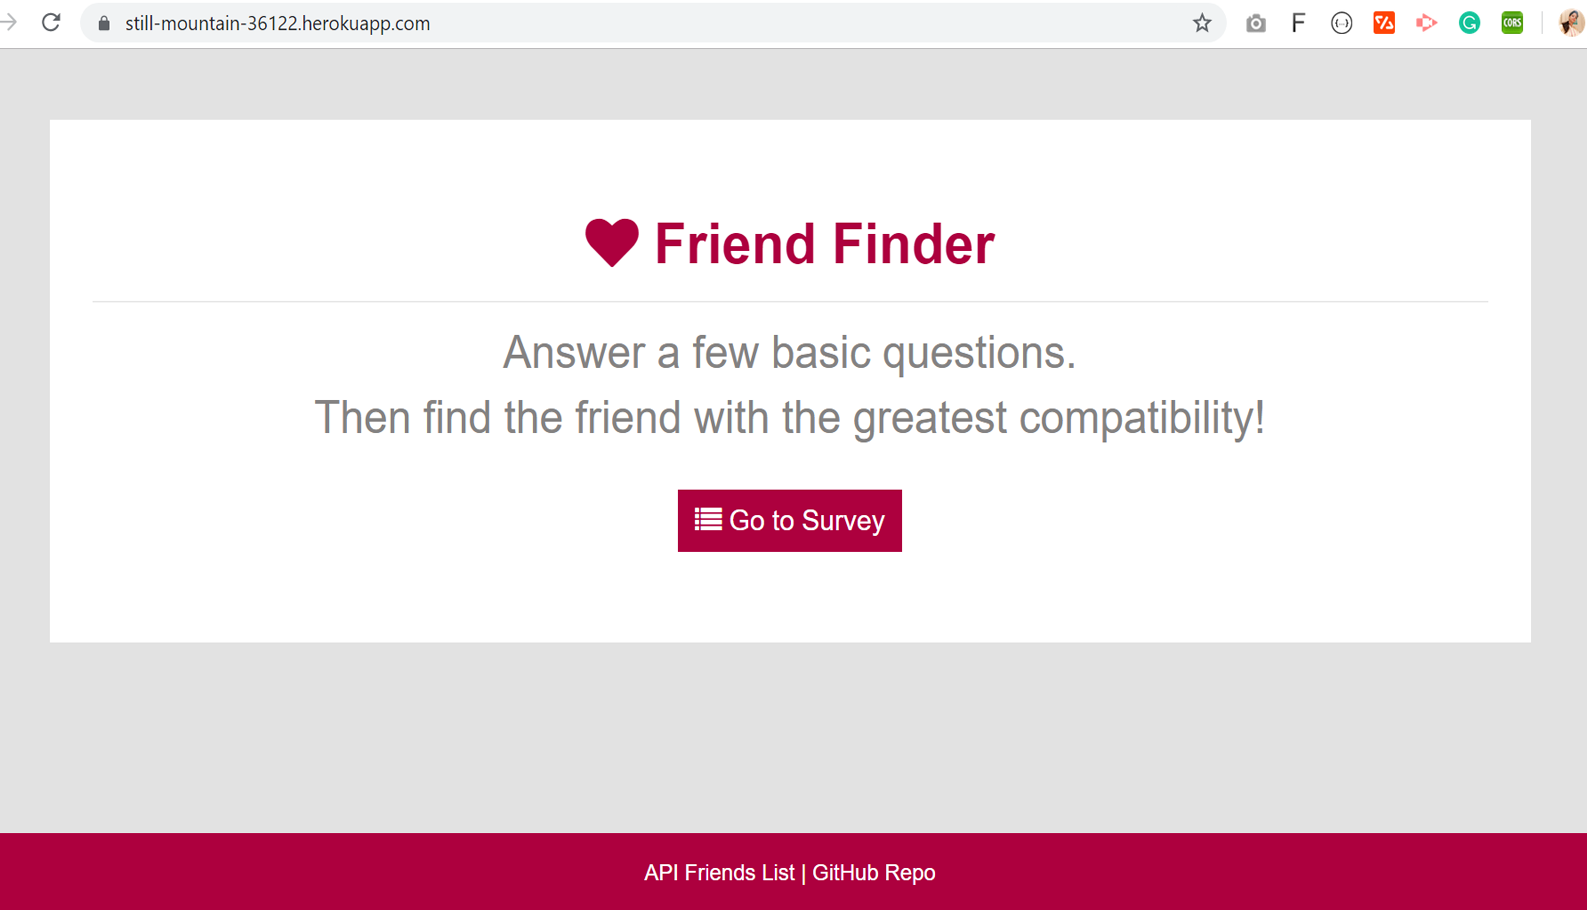 still-mountain-36122.herokuapp.com
F
CORS
Friend Finder
Answer a few basic questions.
Then find the friend with the greatest compatibility!
Go to Survey
API Friends List | GitHub Repo